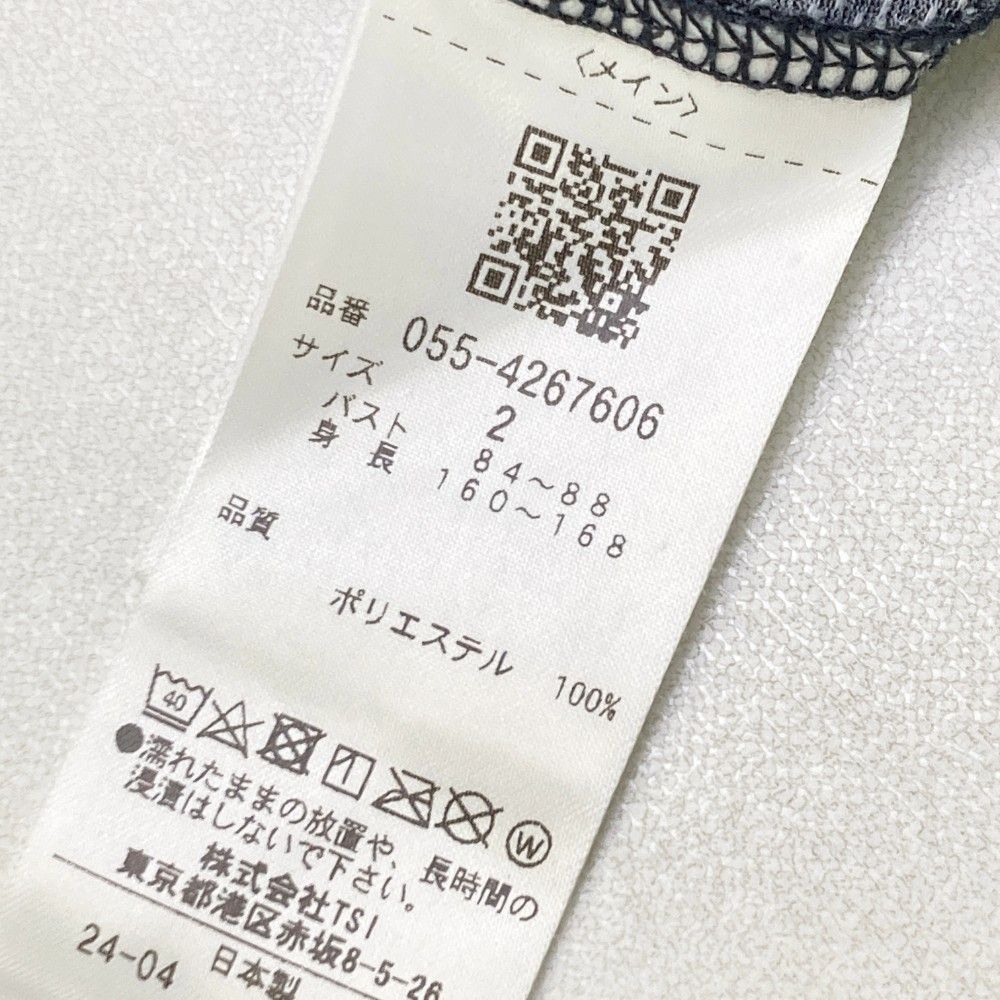 〈メイン〉
品番 055-4267606
サイズ 2
バスト 84～88
身長 160～168
品質
ポリエステル 100%
40
W
●濡れたままの放置や、長時間の
浸漬はしないで下さい。
株式会社TSI
東京都港区赤坂8-5-26
24-04 日本製